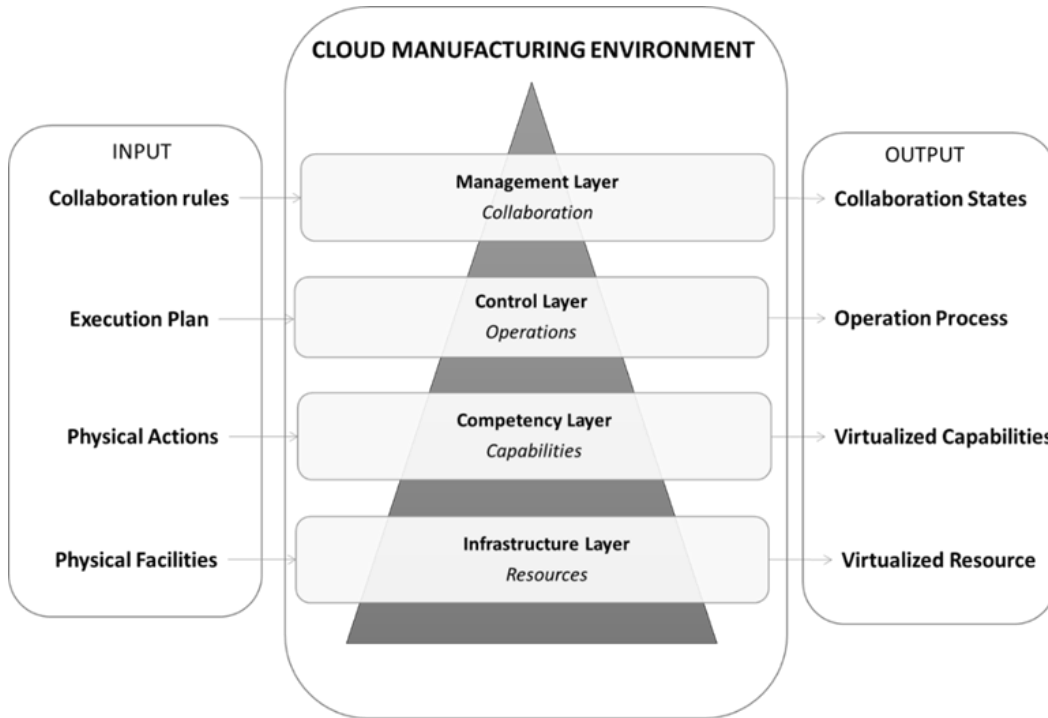 CLOUD MANUFACTURING ENVIRONMENT
INPUT
Collaboration rules
Execution Plan
Physical Actions
Physical Facilities
Management Layer
Collaboration
Control Layer
Operations
Competency Layer
Capabilities
Infrastructure Layer
Resources
OUTPUT
Collaboration States
Operation Process
Virtualized Capabilities
Virtualized Resource